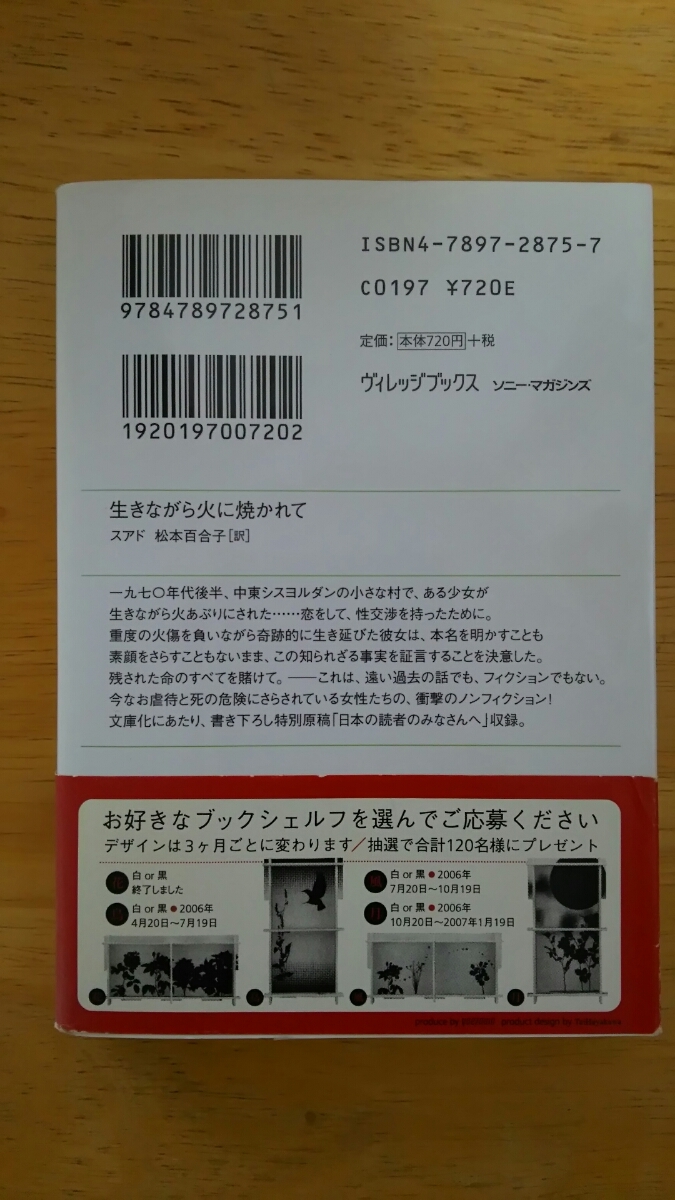 9784789728751
1920197007202
ISBN4-7897-2875-7
C0197 ¥720E
定価：本体720円+税
ヴィレッジブックス ソニー・マガジンズ
生きながら火に焼かれて
スアド 松本百合子[訳]
一九七〇年代後半、中東シスヨルダンの小さな村で、ある少女が
生きながら火あぶりにされた……恋をして、性交渉を持ったために。
重度の火傷を負いながら奇跡的に生き延びた彼女は、本名を明かすことも
素顔をさらすこともないまま、この知られざる事実を証言することを決意した。
残された命のすべてを賭けて。——これは、遠い過去の話でも、フィクションでもない。
今なお虐待と死の危険にさらされている女性たちの、衝撃のノンフィクション！
文庫化にあたり、書き下ろし特別原稿「日本の読者のみなさんへ」収録。
お好きなブックシェルフを選んでご応募ください
デザインは3ヶ月ごとに変わります／抽選で合計120名様にプレゼント
花 白 or 黒
終了しました
鳥 白 or 黒 ● 2006年
4月20日〜7月19日
風 白 or 黒 ● 2006年
7月20日〜10月19日
月 白 or 黒 ● 2006年
10月20日〜2007年1月19日
produce by
product design by